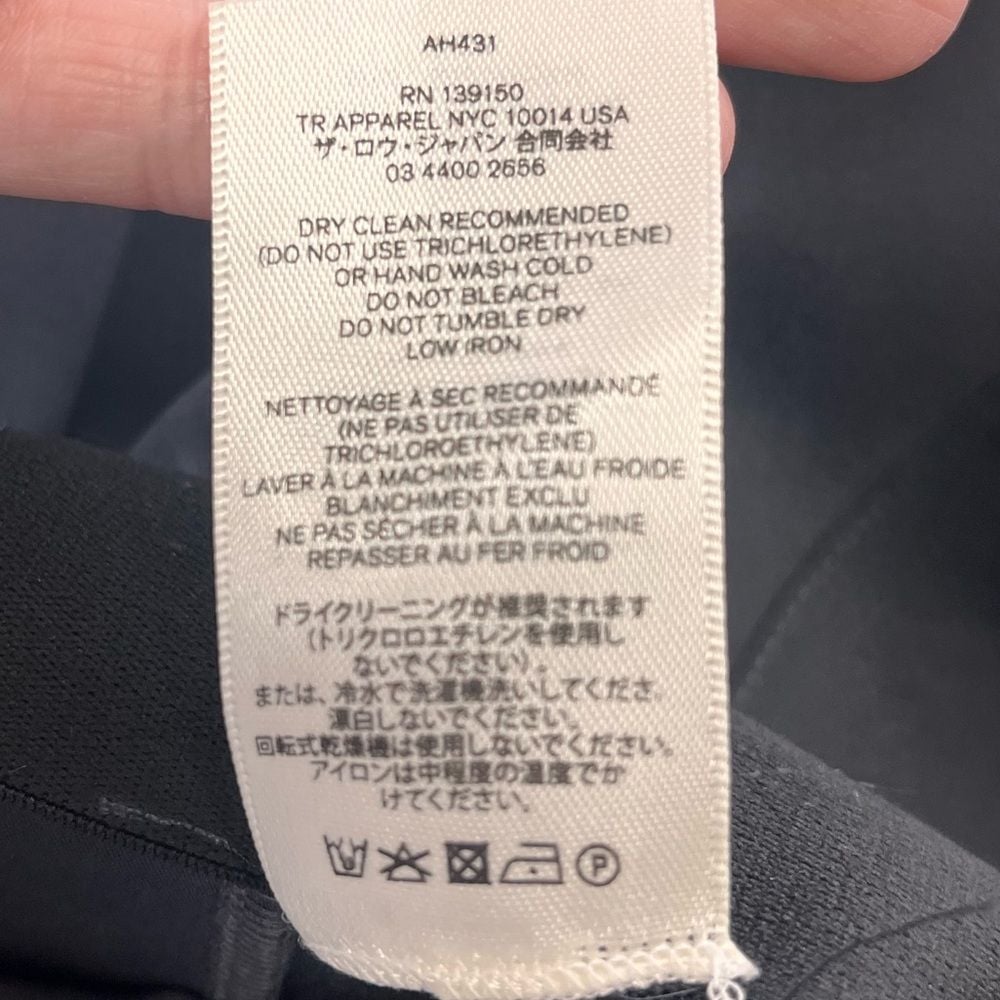 AH431
RN 139150
TR APPAREL NYC 10014 USA
ザ・ロウ・ジャパン 合同会社
03 4400 2656
DRY CLEAN RECOMMENDED
(DO NOT USE TRICHLORETHYLENE)
OR HAND WASH COLD
DO NOT BLEACH
DO NOT TUMBLE DRY
LOW IRON
NETTOYAGE À SEC RECOMMANDÉ
(NE PAS UTILISER DE
TRICHLOROETHYLENE)
LAVER À LA MACHINE À L'EAU FROIDE
BLANCHIMENT EXCLU
NE PAS SÉCHER À LA MACHINE
REPASSER AU FER FROID
ドライクリーニングが推奨されます
(トリクロロエチレンを使用し
ないでください)。
または、冷水で洗濯機洗いしてくださ
漂白しないでください。
回転式乾燥機は使用しないでください。
アイロンは中程度の温度でか
けてください。
P